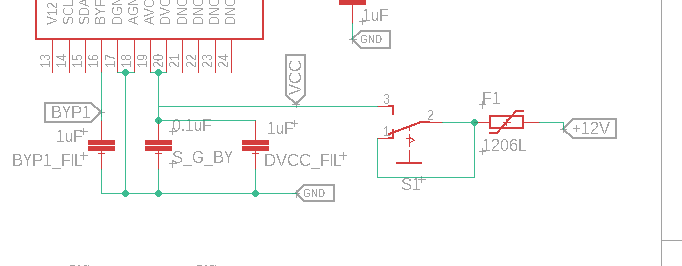 V12
SCL
SDA
BYP
DGN
AGN
AVC
DVC
DNC
DNC
DNC
DNC
13
14
15
16
17
18
19
20
21
22
23
24
1uF
GND
VCC
BYP1
1uF
BYP1_FIL
0.1uF
S_G_BY
1uF
DVCC_FIL
GND
3
2
1
S1
F1
1206L
+12V